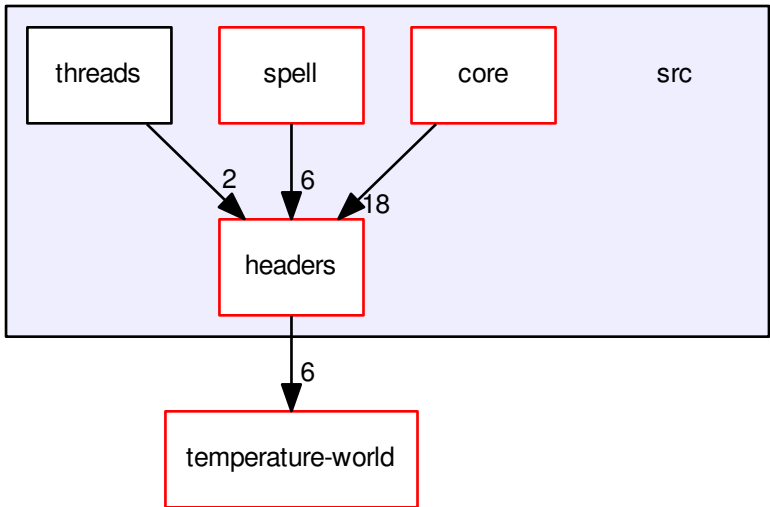 threads
spell
core
src
2
6
18
headers
6
temperature-world